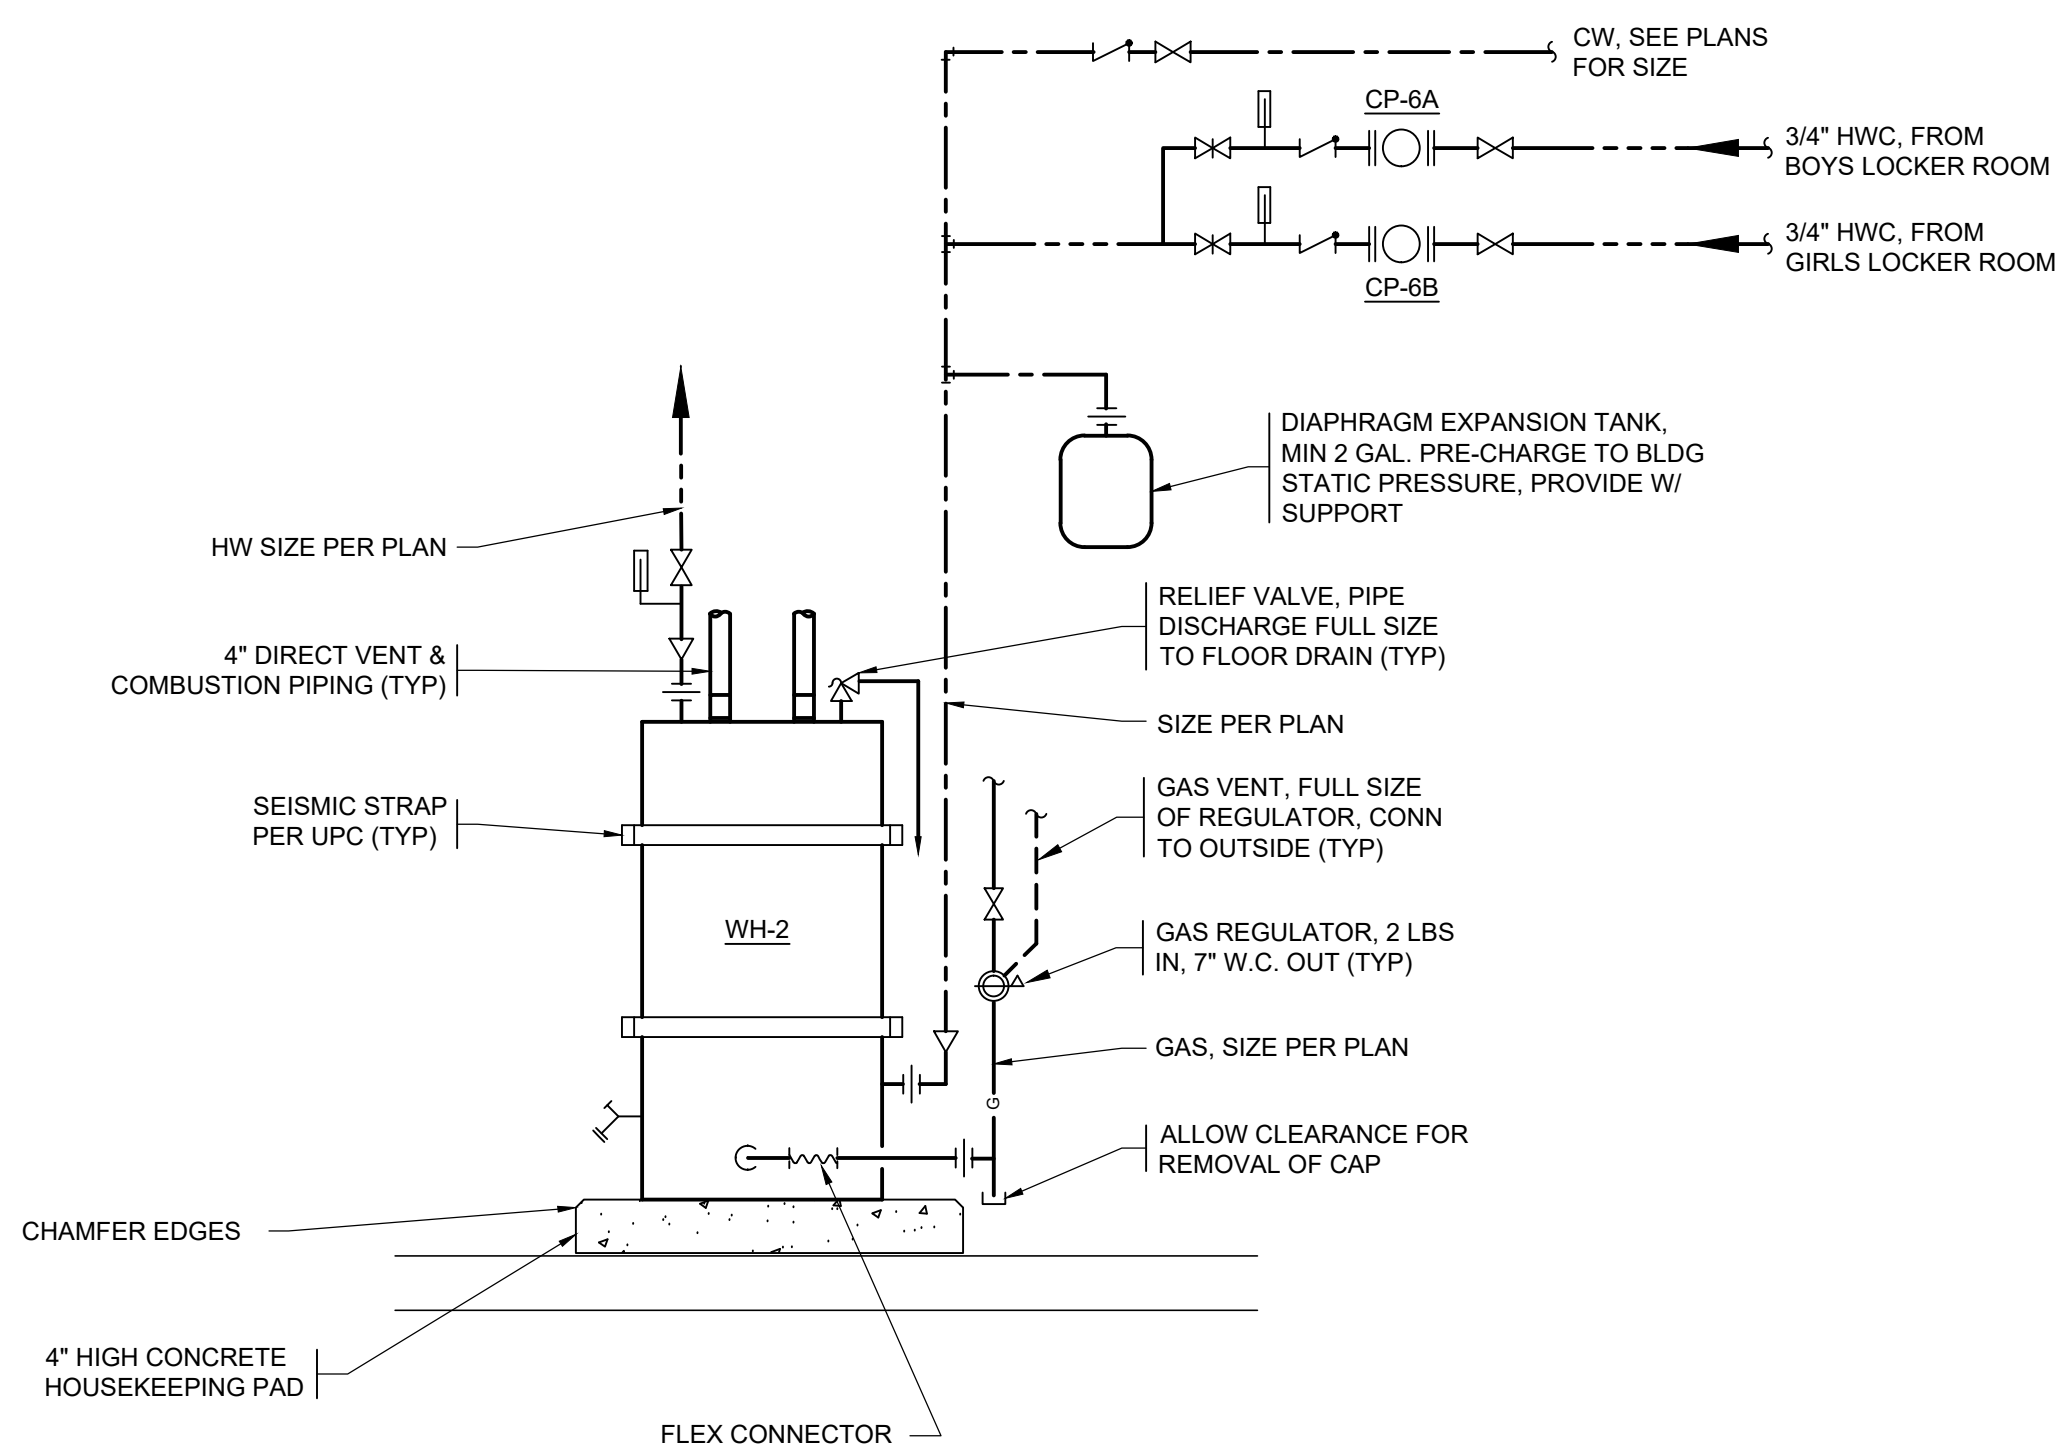 CW, SEE PLANS
FOR SIZE
CP-6A
3/4" HWC, FROM
BOYS LOCKER ROOM
3/4" HWC, FROM
GIRLS LOCKER ROOM
CP-6B
DIAPHRAGM EXPANSION TANK,
MIN 2 GAL. PRE-CHARGE TO BLDG
STATIC PRESSURE, PROVIDE W/
SUPPORT
HW SIZE PER PLAN
RELIEF VALVE, PIPE
DISCHARGE FULL SIZE
TO FLOOR DRAIN (TYP)
4" DIRECT VENT &
COMBUSTION PIPING (TYP)
SIZE PER PLAN
SEISMIC STRAP
PER UPC (TYP)
GAS VENT, FULL SIZE
OF REGULATOR, CONN
TO OUTSIDE (TYP)
WH-2
GAS REGULATOR, 2 LBS
IN, 7" W.C. OUT (TYP)
GAS, SIZE PER PLAN
G
ALLOW CLEARANCE FOR
REMOVAL OF CAP
CHAMFER EDGES
4" HIGH CONCRETE
HOUSEKEEPING PAD
FLEX CONNECTOR